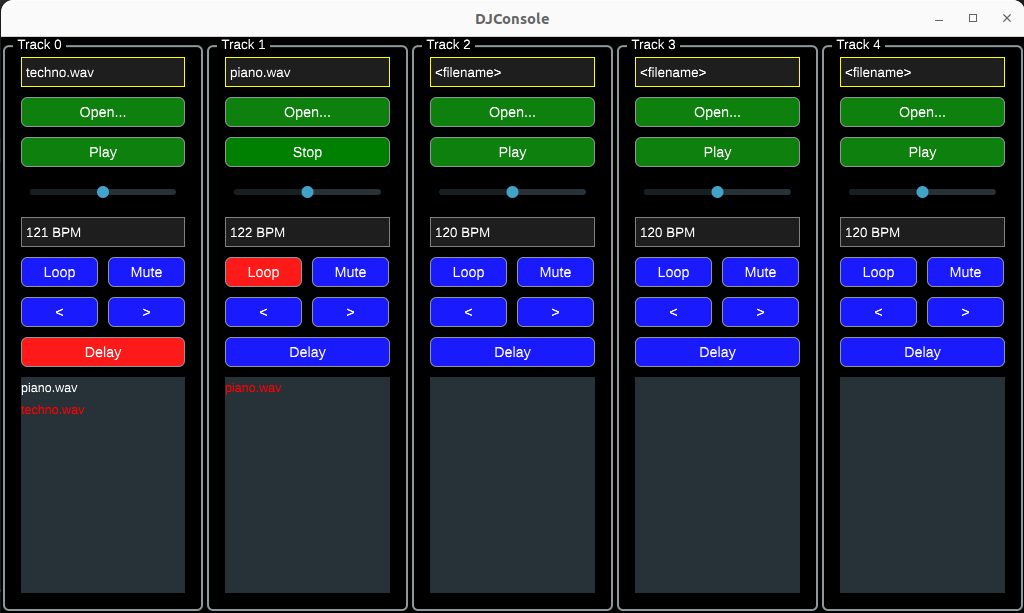 DJConsole
Track 0
techno.wav
Open...
Play
121 BPM
Loop Mute
< >
Delay
piano.wav
techno.wav
Track 1
piano.wav
Open...
Stop
122 BPM
Loop Mute
< >
Delay
piano.wav
Track 2
<filename>
Open...
Play
120 BPM
Loop Mute
< >
Delay
Track 3
<filename>
Open...
Play
120 BPM
Loop Mute
< >
Delay
Track 4
<filename>
Open...
Play
120 BPM
Loop Mute
< >
Delay